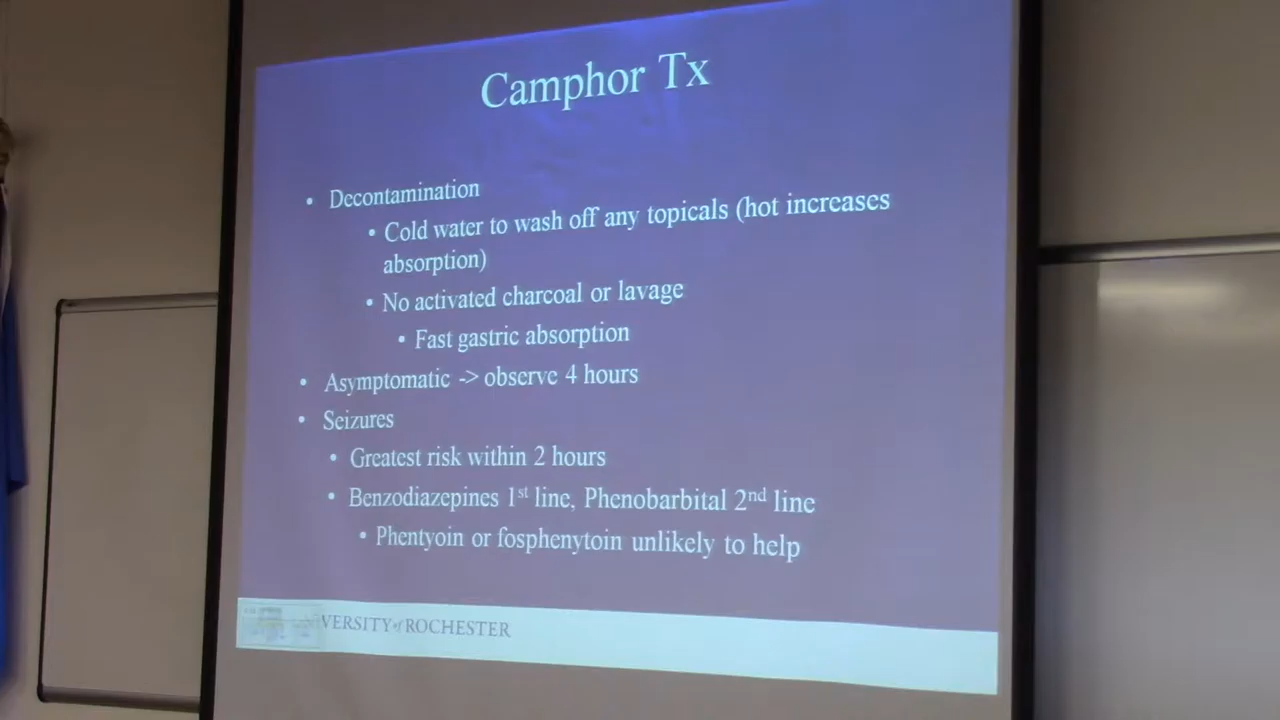 Camphor Tx
• Decontamination
• Cold water to wash off any topicals (hot increases
absorption)
• No activated charcoal or lavage
• Fast gastric absorption
• Asymptomatic -> observe 4 hours
• Seizures
• Greatest risk within 2 hours
• Benzodiazepines 1st line, Phenobarbital 2nd line
• Phentyoin or fosphenytoin unlikely to help
VERSITY of ROCHESTER